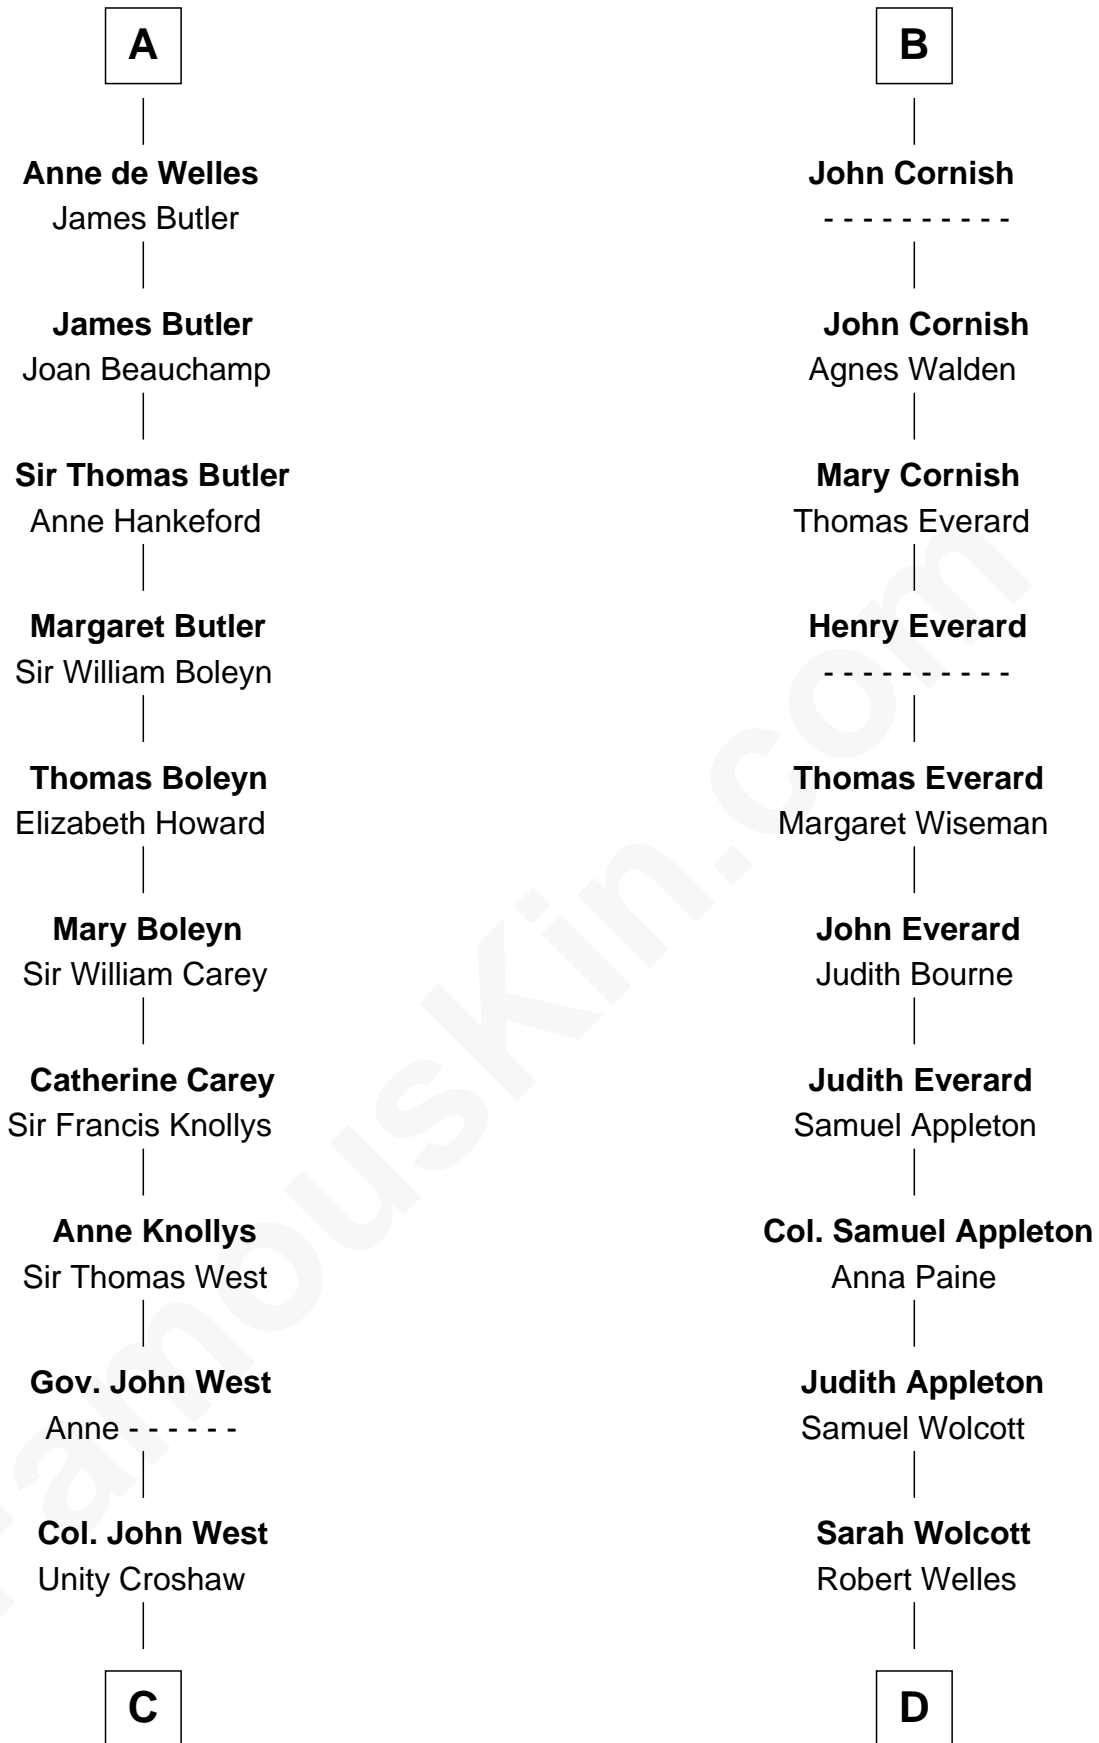 A
Anne de Welles
James Butler
James Butler
Joan Beauchamp
Sir Thomas Butler
Anne Hankeford
Margaret Butler
Sir William Boleyn
Thomas Boleyn
Elizabeth Howard
Mary Boleyn
Sir William Carey
Catherine Carey
Sir Francis Knollys
Anne Knollys
Sir Thomas West
Gov. John West
Anne - - - - - -
Col. John West
Unity Croshaw
C
B
John Cornish
- - - - - - - - - -
John Cornish
Agnes Walden
Mary Cornish
Thomas Everard
Henry Everard
- - - - - - - - - -
Thomas Everard
Margaret Wiseman
John Everard
Judith Bourne
Judith Everard
Samuel Appleton
Col. Samuel Appleton
Anna Paine
Judith Appleton
Samuel Wolcott
Sarah Wolcott
Robert Welles
D
FamousKin.com